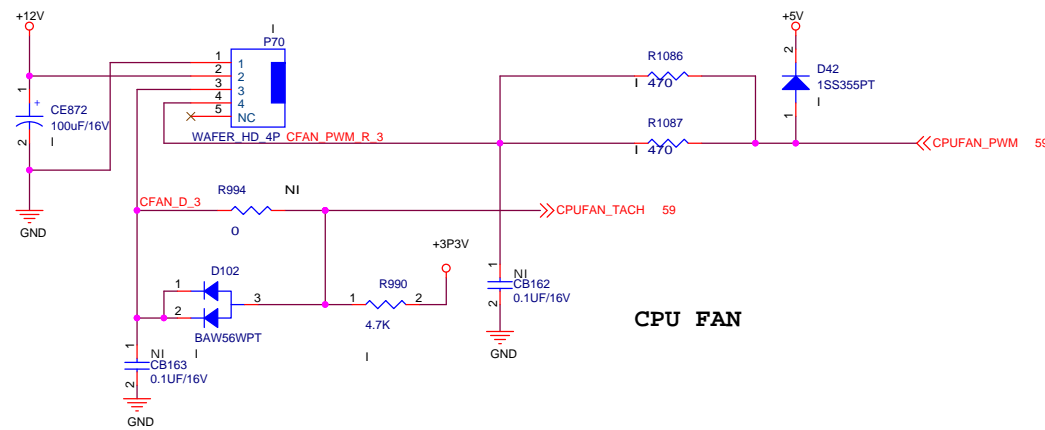 +12V
I
P70
+5V
1
2
3
4
5
1
2
3
4
NC
WAFER_HD_4P
CFAN_PWM_R_3
1
+
CE872
100uF/16V
2
I
GND
R1086
I
470
R1087
I
470
2
D42
1SS355PT
I
1
CPUFAN_PWM
CFAN_D_3
R994
NI
0
CPUFAN_TACH 59
+3P3V
D102
1
2
3
BAW56WPT
I
R990
1
2
4.7K
I
1
NI
CB162
0.1UF/16V
2
GND
CPU FAN
1
NI
CB163
0.1UF/16V
2
GND